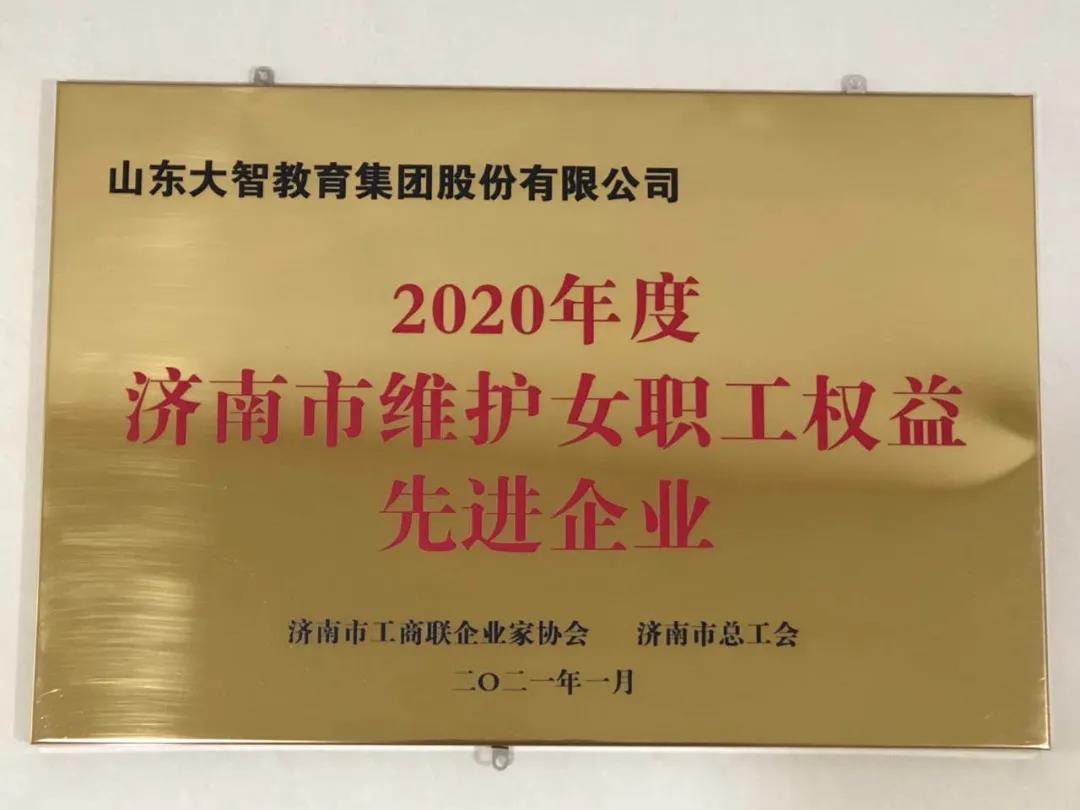 山东大智教育集团股份有限公司
2020年度
济南市维护女职工权益
先进企业
济南市工商联企业家协会 济南市总工会
二〇二一年一月